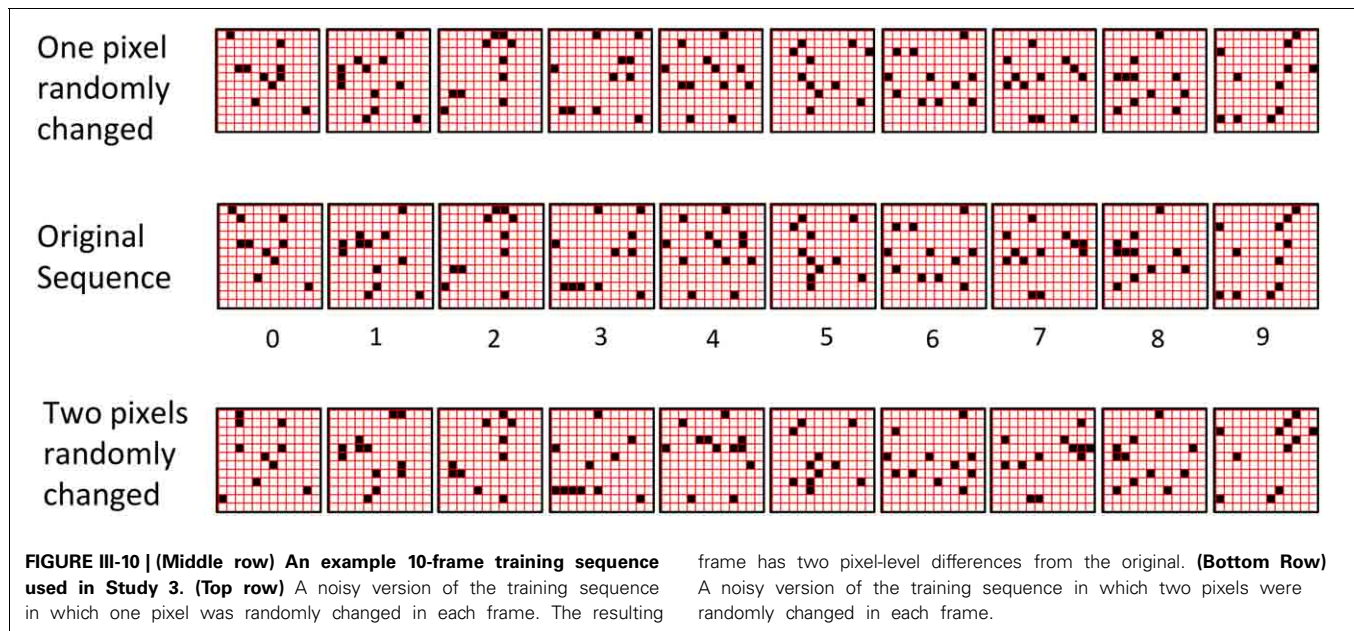 One pixel
randomly
changed
Original
Sequence
0 1 2 3 4 5 6 7 8 9
Two pixels
randomly
changed
FIGURE III-10 | (Middle row) An example 10-frame training sequence
used in Study 3. (Top row) A noisy version of the training sequence
in which one pixel was randomly changed in each frame. The resulting
frame has two pixel-level differences from the original. (Bottom Row)
A noisy version of the training sequence in which two pixels were
randomly changed in each frame.